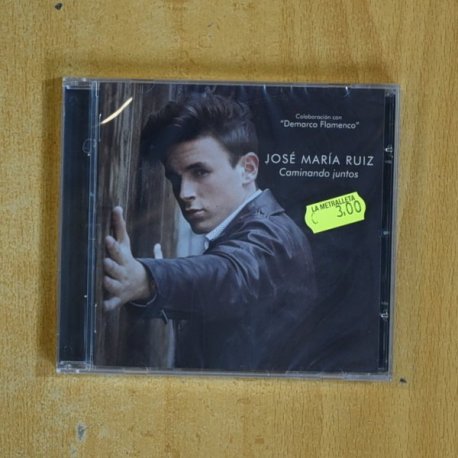 Colaboración con
"Demarco Flamenco"
JOSÉ MARÍA RUIZ
Caminando juntos
LA METRALLETA
€ 3,00